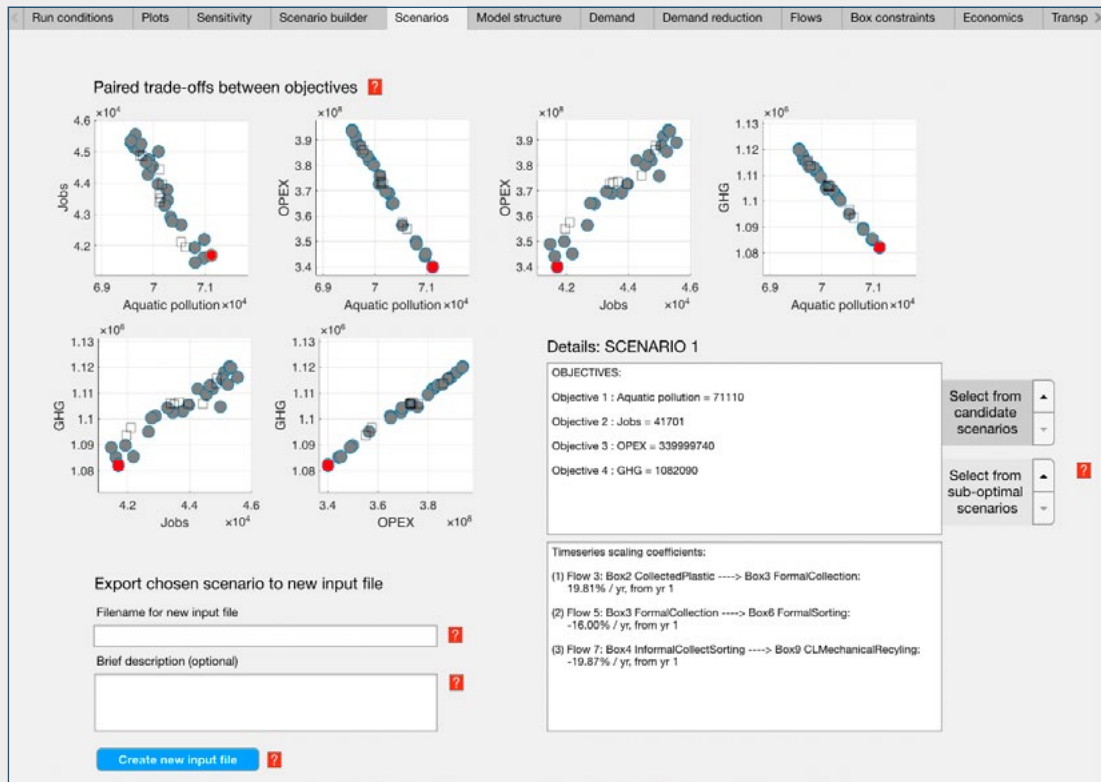 Run conditions Plots Sensitivity Scenario builder Scenarios Model structure Demand Demand reduction Flows Box constraints Economics Transp
Paired trade-offs between objectives ?
×10⁴
4.6
4.5
4.4
4.3
4.2
Jobs
6.9 7 7.1
Aquatic pollution ×10⁴
×10⁸
3.9
3.8
3.7
3.6
3.5
3.4
OPEX
6.9 7 7.1
Aquatic pollution ×10⁴
×10⁸
3.9
3.8
3.7
3.6
3.5
3.4
OPEX
4.2 4.4 4.6
Jobs ×10⁴
×10⁶
1.13
1.12
1.11
1.1
1.09
1.08
GHG
6.9 7 7.1
Aquatic pollution ×10⁴
×10⁶
1.13
1.12
1.11
1.1
1.09
1.08
GHG
4.2 4.4 4.6
Jobs ×10⁴
×10⁶
1.13
1.12
1.11
1.1
1.09
1.08
GHG
3.4 3.6 3.8
OPEX ×10⁸
Details: SCENARIO 1
OBJECTIVES:
Objective 1 : Aquatic pollution = 71110
Objective 2 : Jobs = 41701
Objective 3 : OPEX = 339999740
Objective 4 : GHG = 1082090
Select from
candidate
scenarios
Select from
sub-optimal
scenarios
?
Timeseries scaling coefficients:
(1) Flow 3: Box2 CollectedPlastic ----> Box3 FormalCollection:
19.81% / yr, from yr 1
(2) Flow 5: Box3 FormalCollection ----> Box6 FormalSorting:
-16.00% / yr, from yr 1
(3) Flow 7: Box4 InformalCollectSorting ----> Box9 CLMechanicalRecyling:
-19.87% / yr, from yr 1
Export chosen scenario to new input file
Filename for new input file
?
Brief description (optional)
?
Create new input file ?